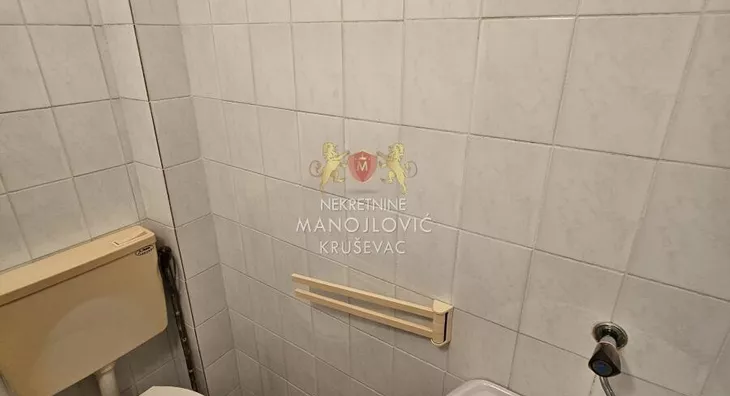 M
NEKRETNINE
MANOJLOVIĆ
KRUŠEVAC